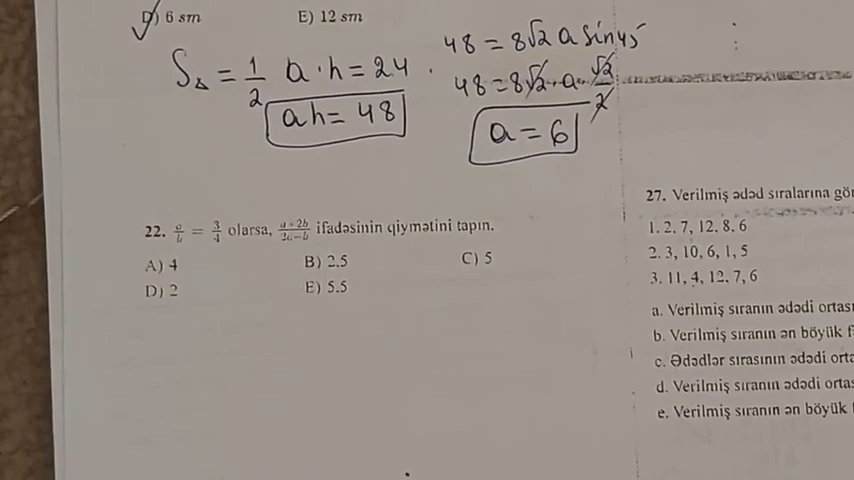 D) 6 sm E) 12 sm
S△ = 1/2 a · h = 24 .
ah = 48
48 = 8√2 a sin45
48 = 8√2 · a · √2/2
a = 6
22. a/b = 3/4 olarsa, a+2b/2a−b ifadəsinin qiymətini tapın.
A) 4 B) 2.5 C) 5
D) 2 E) 5.5
27. Verilmiş ədəd sıralarına gör
1. 2, 7, 12, 8, 6
2. 3, 10, 6, 1, 5
3. 11, 4, 12, 7, 6
a. Verilmiş sıranın ədədi ortası
b. Verilmiş sıranın ən böyük f
c. Ədədlər sırasının ədədi orta
d. Verilmiş sıranın ədədi ortas
e. Verilmiş sıranın ən böyük f